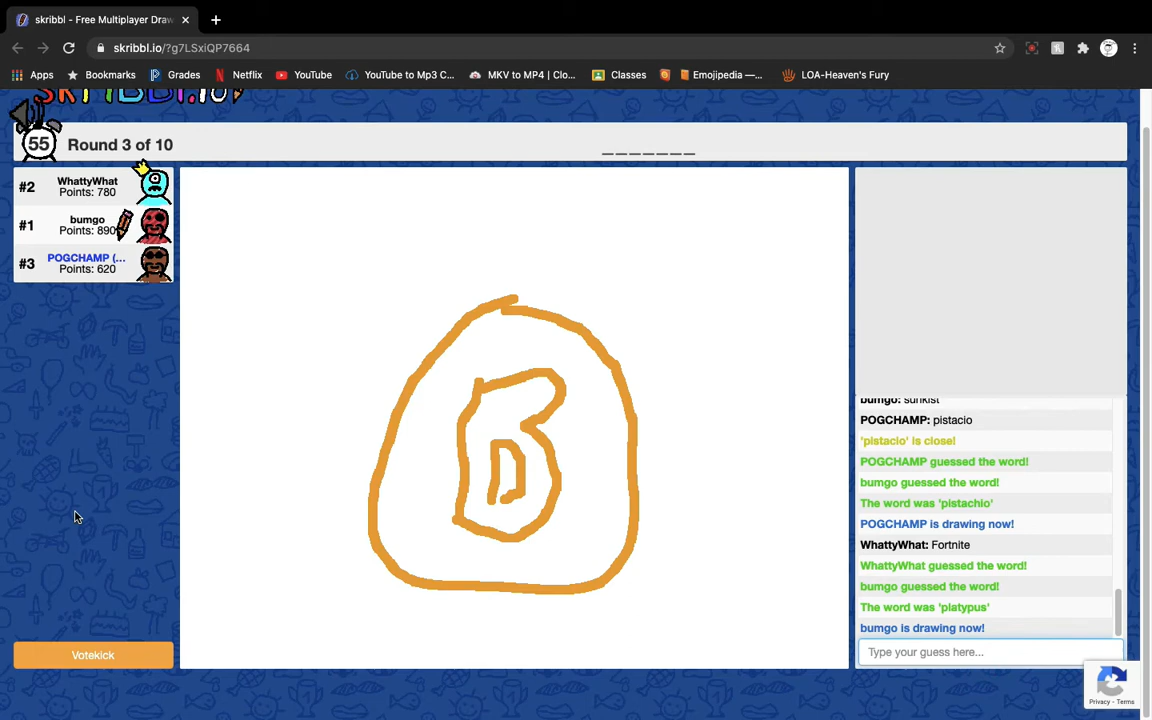 skribbl - Free Multiplayer Draw
skribbl.io/?g7LSxiQP7664
Apps Bookmarks Grades Netflix YouTube YouTube to Mp3 C... MKV to MP4 | Clo... Classes Emojipedia —... LOA-Heaven's Fury
SKRIBBL.IO
55 Round 3 of 10 _______
#2 WhattyWhat
Points: 780
#1 bumgo
Points: 890
#3 POGCHAMP (...
Points: 620
B
bumgo: sunkist
POGCHAMP: pistacio
'pistacio' is close!
POGCHAMP guessed the word!
bumgo guessed the word!
The word was 'pistachio'
POGCHAMP is drawing now!
WhattyWhat: Fortnite
WhattyWhat guessed the word!
bumgo guessed the word!
The word was 'platypus'
bumgo is drawing now!
Type your guess here...
Votekick
Privacy - Terms